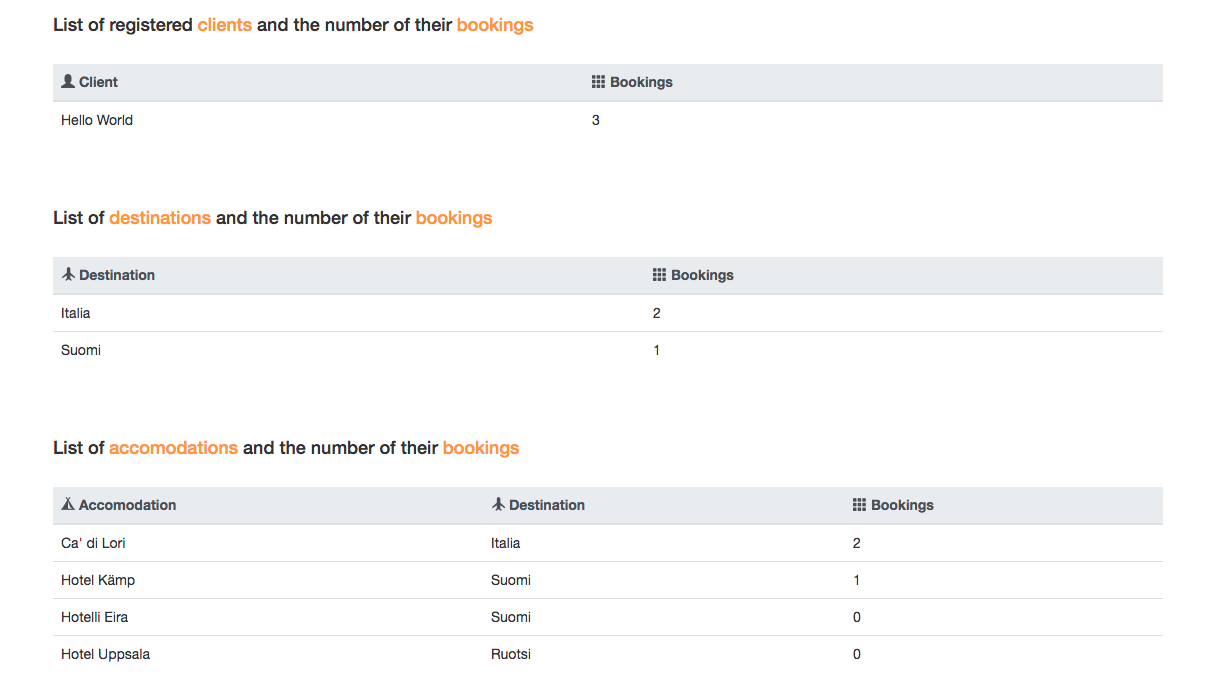 List of registered clients and the number of their bookings
Client Bookings
Hello World 3
List of destinations and the number of their bookings
Destination Bookings
Italia 2
Suomi 1
List of accomodations and the number of their bookings
Accomodation Destination Bookings
Ca' di Lori Italia 2
Hotel Kämp Suomi 1
Hotelli Eira Suomi 0
Hotel Uppsala Ruotsi 0